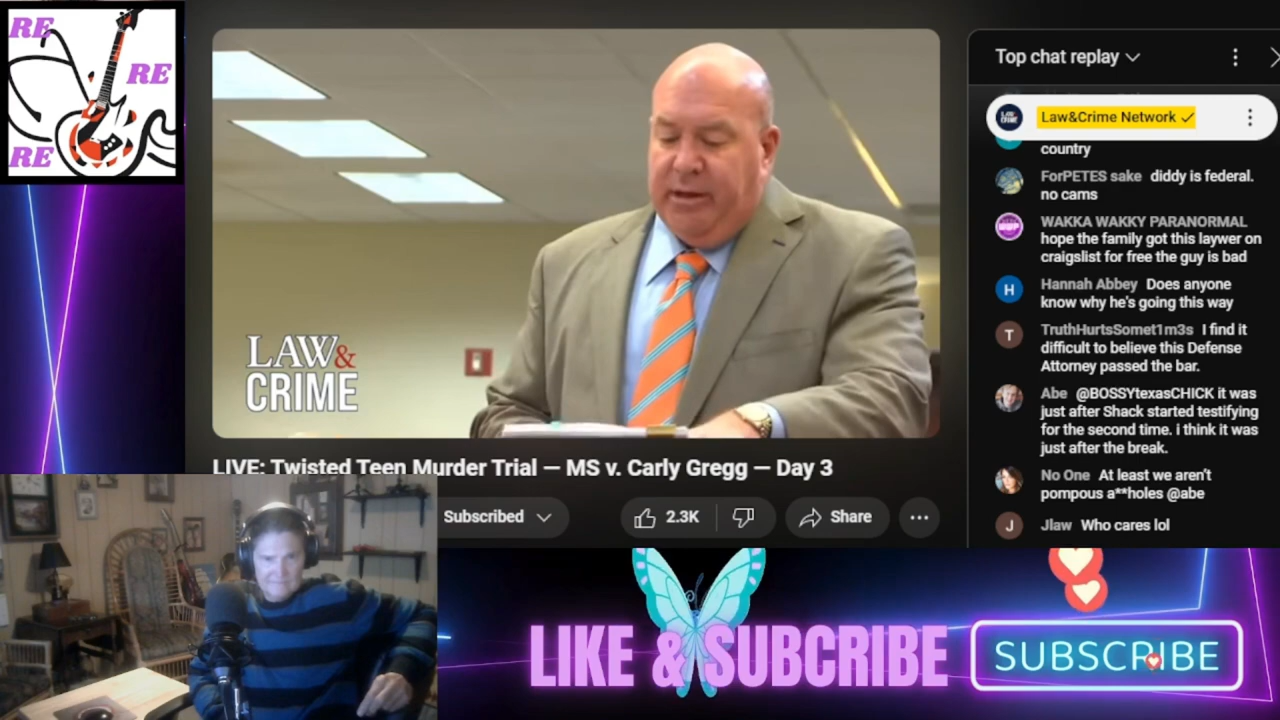 RE
RE
RE
LAW&
CRIME
LIVE: Twisted Teen Murder Trial — MS v. Carly Gregg — Day 3
Subscribed
2.3K
Share
...
Top chat replay
LAW&
CRIME
Law&Crime Network
country
ForPETES sake diddy is federal.
no cams
WAKKA WAKKY PARANORMAL
hope the family got this laywer on
craigslist for free the guy is bad
H
Hannah Abbey Does anyone
know why he's going this way
T
TruthHurtsSomet1m3s I find it
difficult to believe this Defense
Attorney passed the bar.
Abe @BOSSYtexasCHICK it was
just after Shack started testifying
for the second time. i think it was
just after the break.
No One At least we aren't
pompous a**holes @abe
J
Jlaw Who cares lol
LIKE & SUBCRIBE
SUBSCRIBE